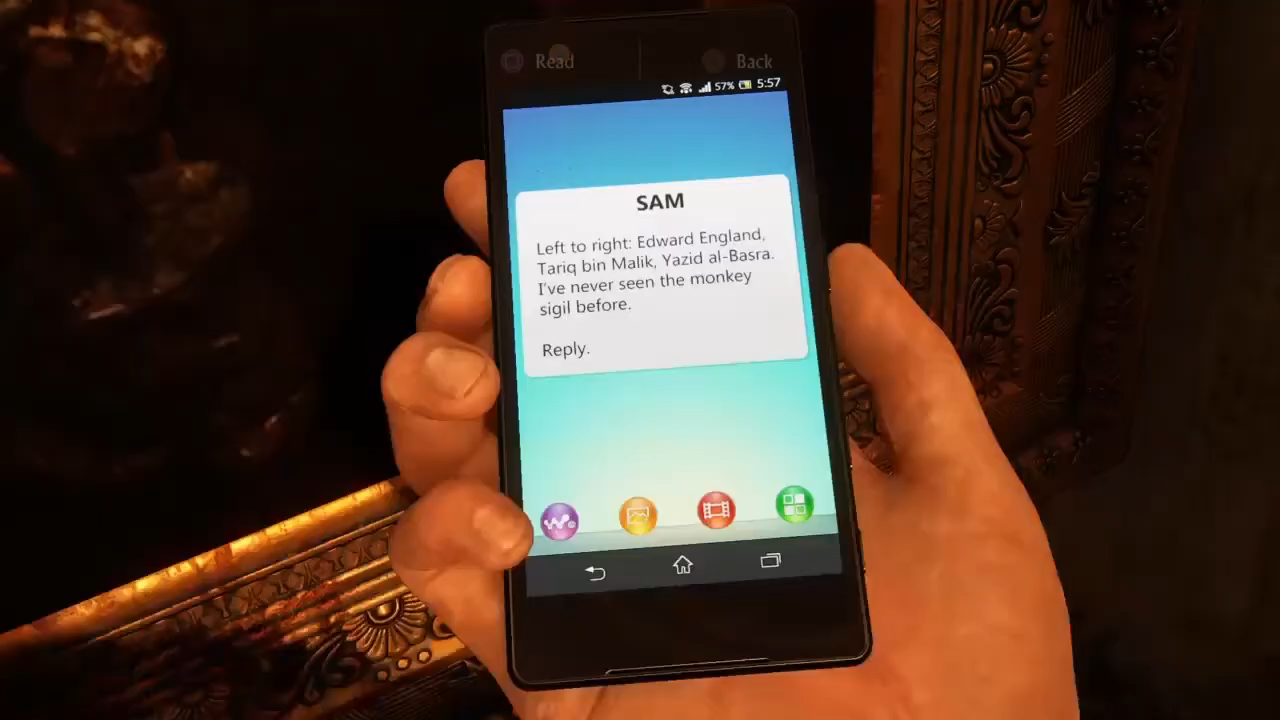 Read
Back
57%
5:57
SAM
Left to right: Edward England,
Tariq bin Malik, Yazid al-Basra.
I've never seen the monkey
sigil before.
Reply.